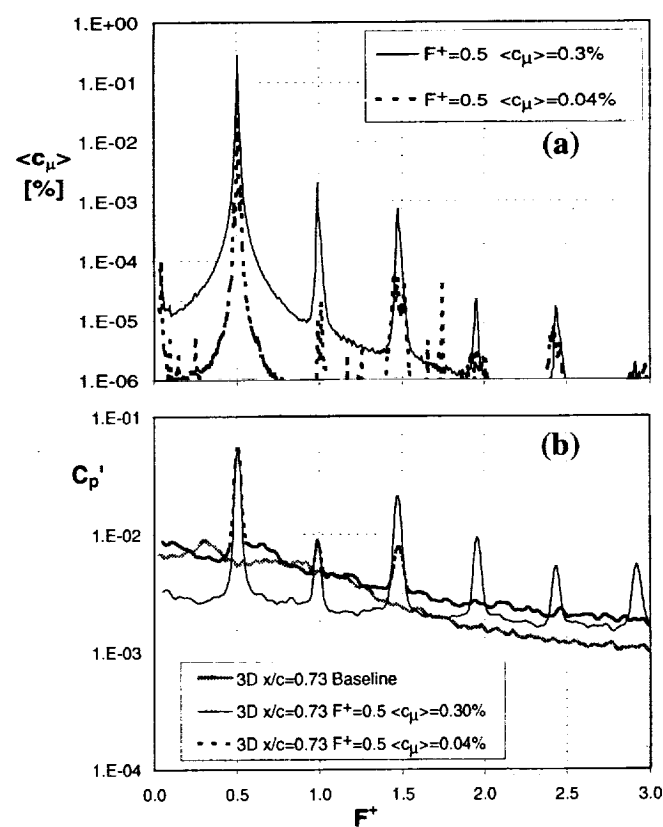 1.E+00
1.E-01
1.E-02
1.E-03
1.E-04
1.E-05
1.E-06
<cμ>
[%]
F+=0.5 <cμ>=0.3%
F+=0.5 <cμ>=0.04%
(a)
1.E-01
1.E-02
1.E-03
1.E-04
Cp'
(b)
3D x/c=0.73 Baseline
3D x/c=0.73 F+=0.5 <cμ>=0.30%
3D x/c=0.73 F+=0.5 <cμ>=0.04%
0.0 0.5 1.0 1.5 2.0 2.5 3.0
F+